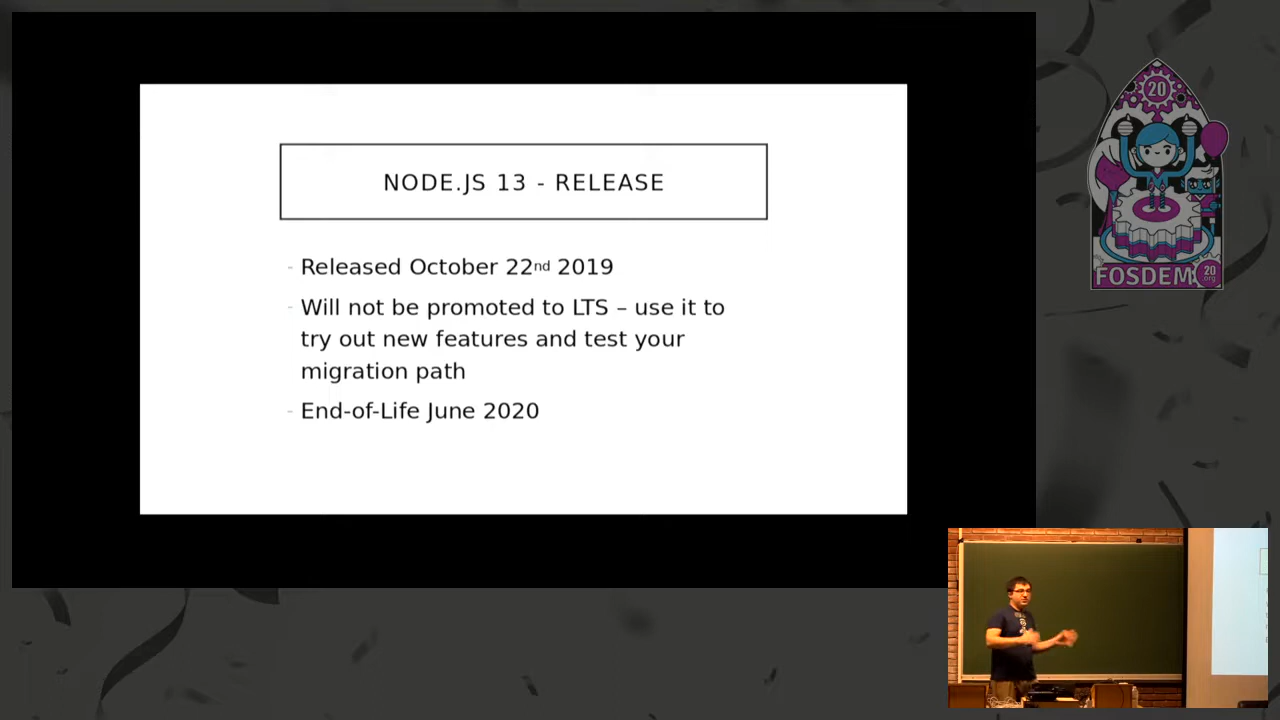 NODE.JS 13 - RELEASE
- Released October 22nd 2019
- Will not be promoted to LTS – use it to
try out new features and test your
migration path
- End-of-Life June 2020
20
FOSDEM
20
.org